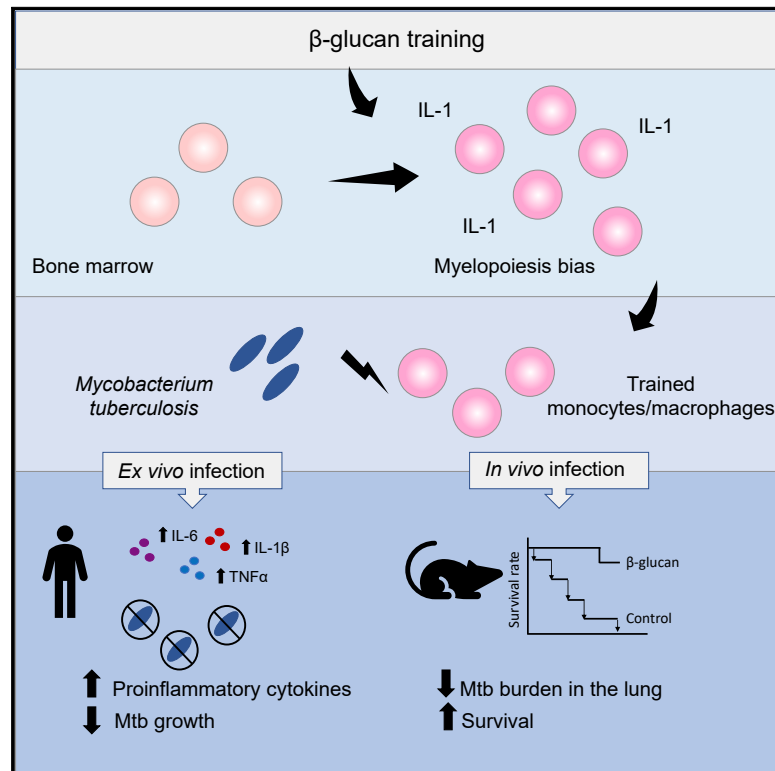 β-glucan training
IL-1
IL-1
IL-1
Bone marrow
Myelopoiesis bias
Mycobacterium
tuberculosis
Trained
monocytes/macrophages
Ex vivo infection
In vivo infection
IL-6
IL-1β
TNFα
Survival rate
β-glucan
Control
Proinflammatory cytokines
Mtb growth
Mtb burden in the lung
Survival